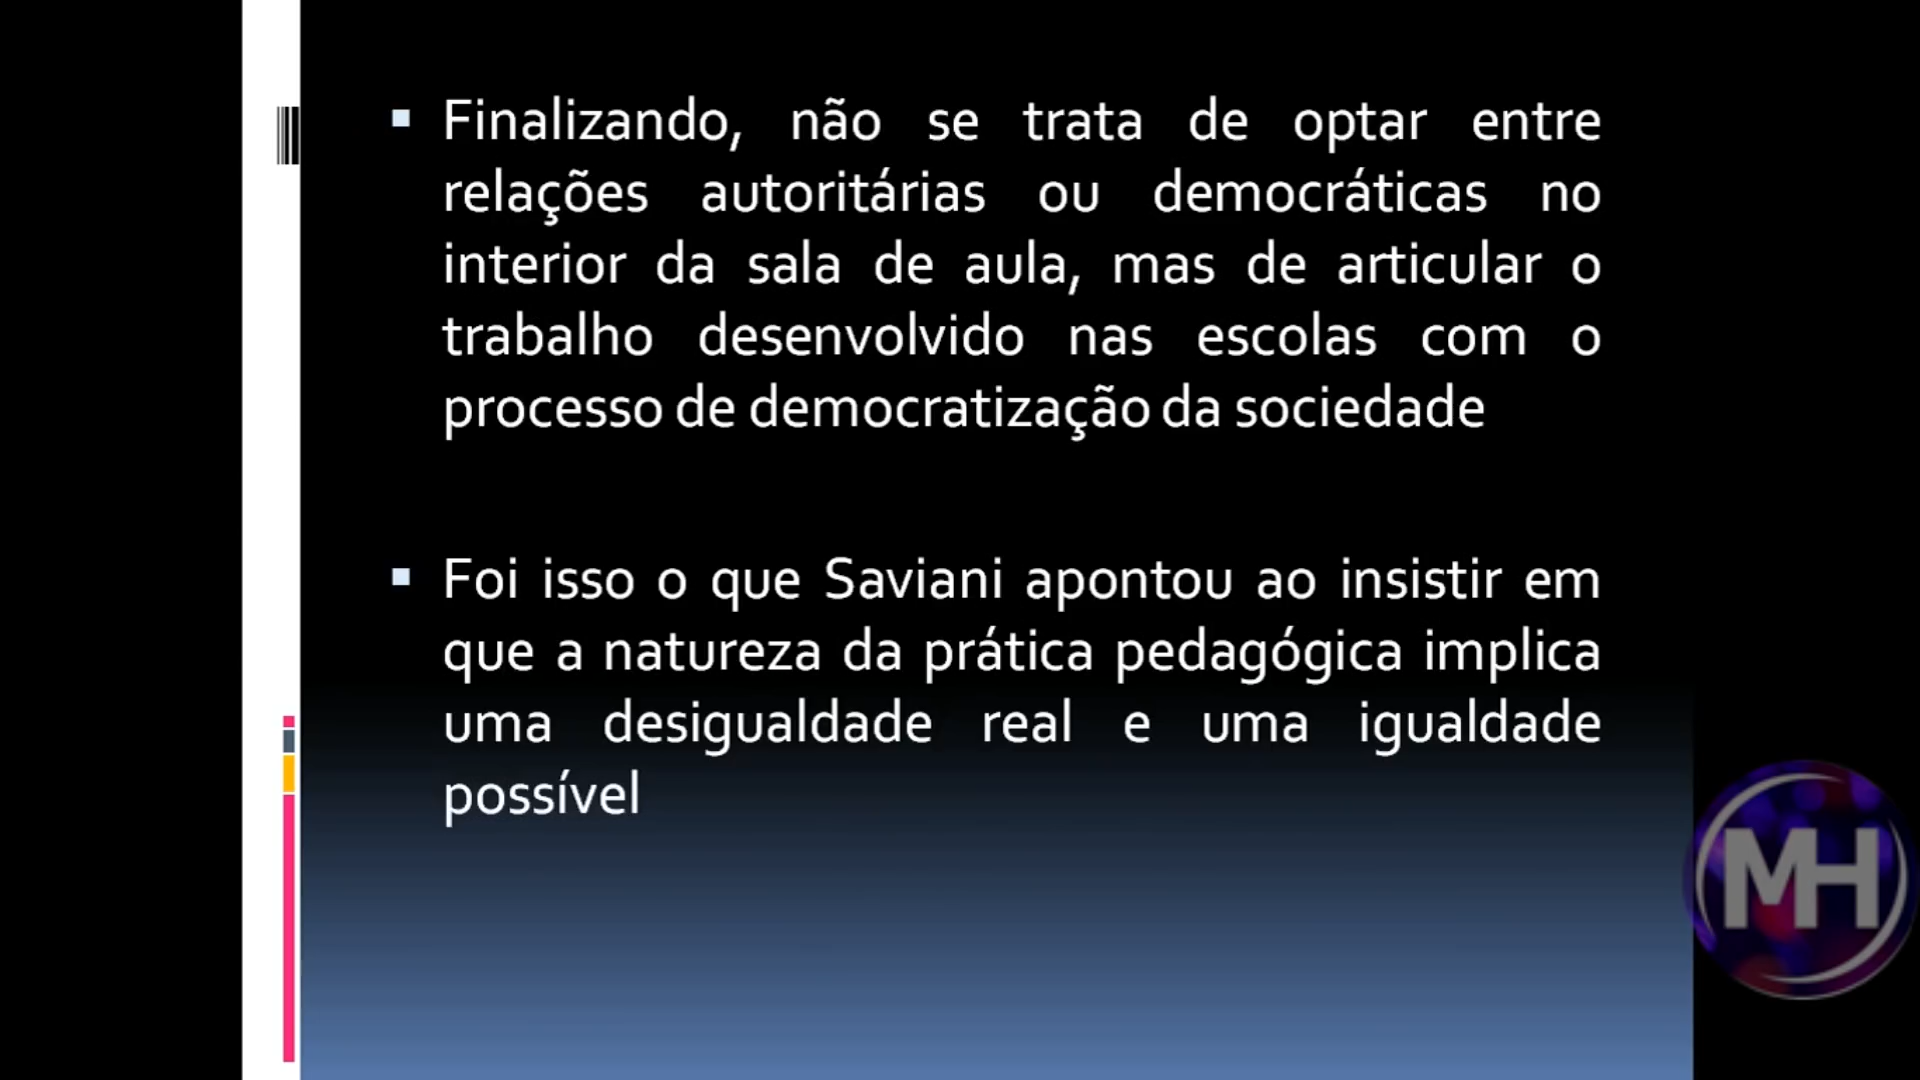 Finalizando, não se trata de optar entre
relações autoritárias ou democráticas no
interior da sala de aula, mas de articular o
trabalho desenvolvido nas escolas com o
processo de democratização da sociedade
Foi isso o que Saviani apontou ao insistir em
que a natureza da prática pedagógica implica
uma desigualdade real e uma igualdade
possível
MH